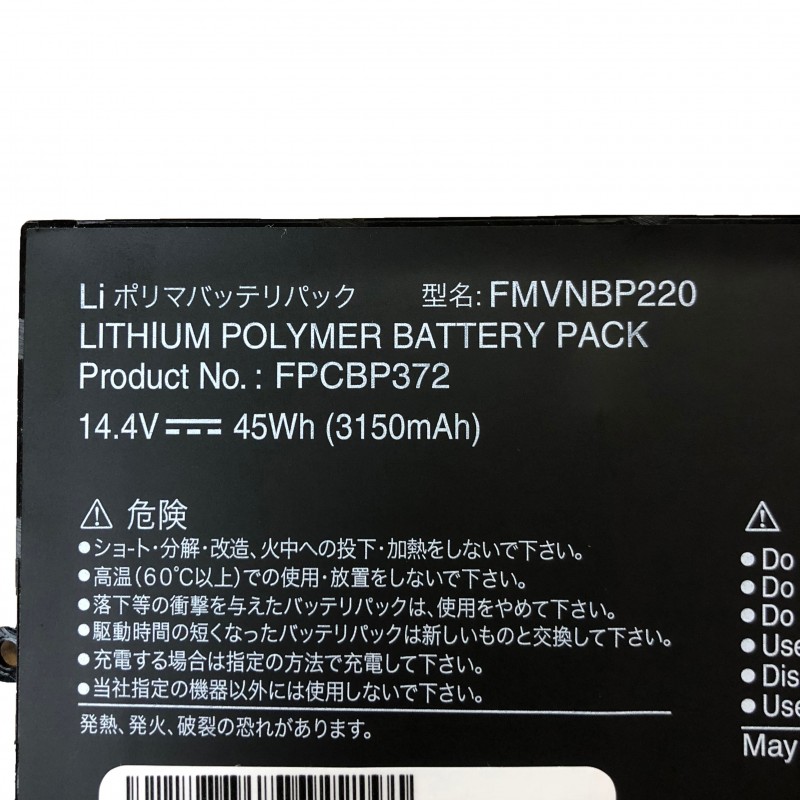 Li ポリマバッテリパック 型名: FMVNBP220
LITHIUM POLYMER BATTERY PACK
Product No. : FPCBP372
14.4V 45Wh (3150mAh)
⚠ 危険
●ショート・分解・改造、火中への投下・加熱をしないで下さい。
●高温(60℃以上)での使用・放置をしないで下さい。
●落下等の衝撃を与えたバッテリパックは、使用をやめて下さい。
●駆動時間の短くなったバッテリパックは新しいものと交換して下さい。
●充電する場合は指定の方法で充電して下さい。
●当社指定の機器以外には使用しないで下さい。
発熱、発火、破裂の恐れがあります。
⚠
●Do
●Do
●Do
●Use
●Dis
●Use
May